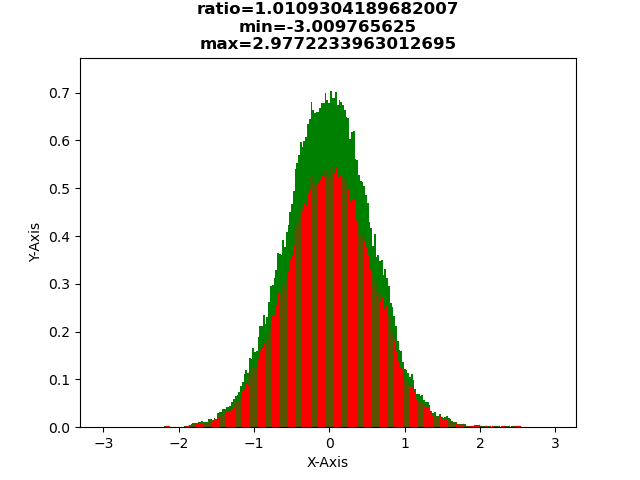 ratio=1.0109304189682007
min=-3.009765625
max=2.9772233963012695
0.7
0.6
0.5
0.4
0.3
0.2
0.1
0.0
Y-Axis
−3 −2 −1 0 1 2 3
X-Axis